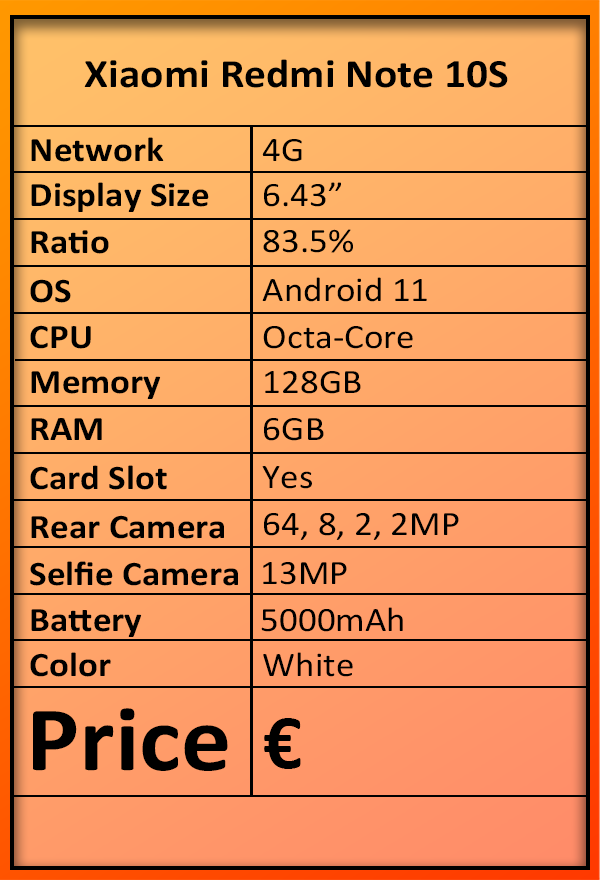 Xiaomi Redmi Note 10S
Network 4G
Display Size 6.43”
Ratio 83.5%
OS Android 11
CPU Octa-Core
Memory 128GB
RAM 6GB
Card Slot Yes
Rear Camera 64, 8, 2, 2MP
Selfie Camera 13MP
Battery 5000mAh
Color White
Price €